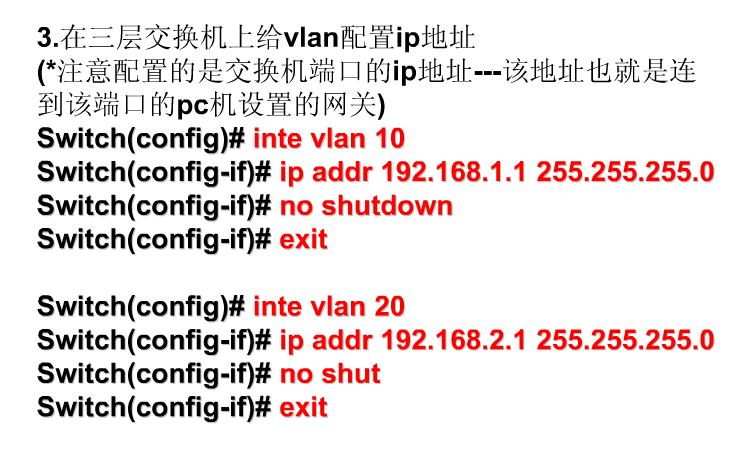 3.在三层交换机上给vlan配置ip地址
(*注意配置的是交换机端口的ip地址---该地址也就是连
到该端口的pc机设置的网关)
Switch(config)# inte vlan 10
Switch(config-if)# ip addr 192.168.1.1 255.255.255.0
Switch(config-if)# no shutdown
Switch(config-if)# exit
Switch(config)# inte vlan 20
Switch(config-if)# ip addr 192.168.2.1 255.255.255.0
Switch(config-if)# no shut
Switch(config-if)# exit